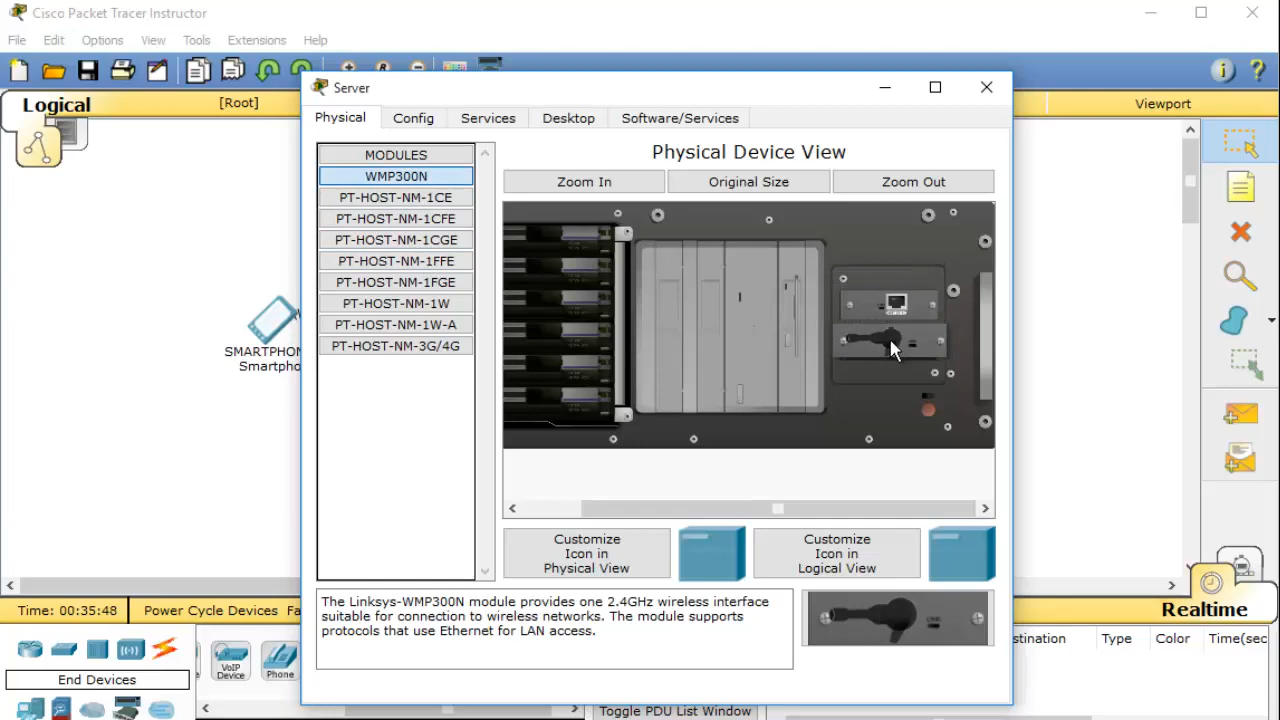 Cisco Packet Tracer Instructor
File Edit Options View Tools Extensions Help
Logical
[Root]
Viewport
Server
Physical Config Services Desktop Software/Services
MODULES
WMP300N
PT-HOST-NM-1CE
PT-HOST-NM-1CFE
PT-HOST-NM-1CGE
PT-HOST-NM-1FFE
PT-HOST-NM-1FGE
PT-HOST-NM-1W
PT-HOST-NM-1W-A
PT-HOST-NM-3G/4G
Physical Device View
Zoom In Original Size Zoom Out
SMARTPHON
Smartpho
Customize
Icon in
Physical View
Customize
Icon in
Logical View
The Linksys-WMP300N module provides one 2.4GHz wireless interface
suitable for connection to wireless networks. The module supports
protocols that use Ethernet for LAN access.
Time: 00:35:48 Power Cycle Devices Fa
Realtime
End Devices
VoIP
Device
Phone
stination Type Color Time(sec
Toggle PDU List Window